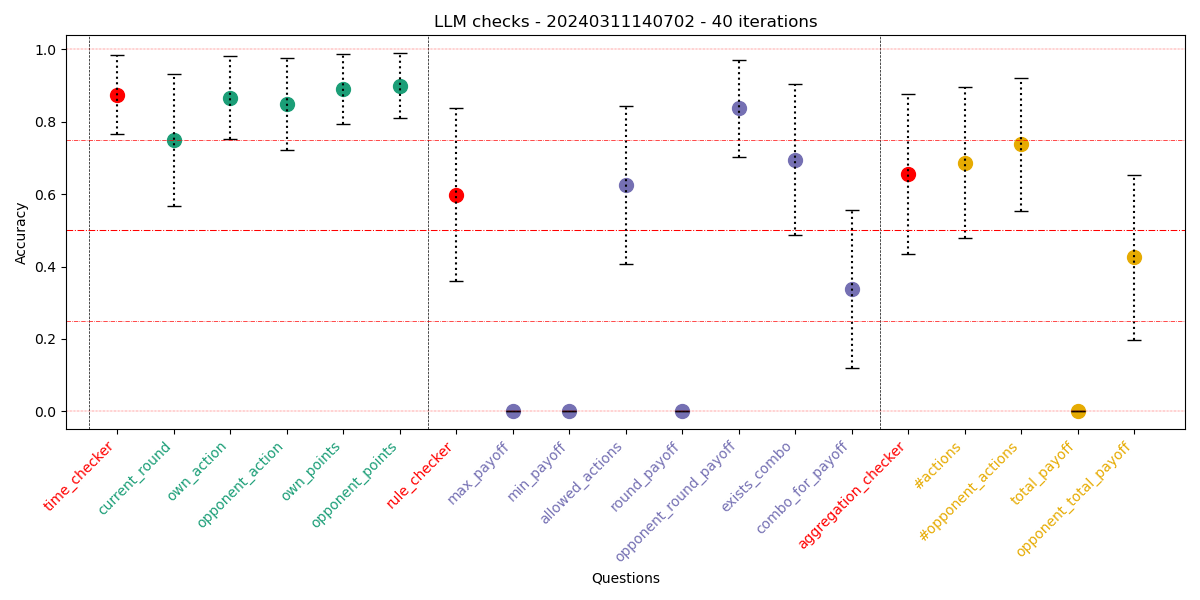 LLM checks - 20240311140702 - 40 iterations
1.0
0.8
0.6
0.4
0.2
0.0
Accuracy
time_checker
current_round
own_action
opponent_action
own_points
opponent_points
rule_checker
max_payoff
min_payoff
allowed_actions
round_payoff
opponent_round_payoff
exists_combo
combo_for_payoff
aggregation_checker
#actions
#opponent_actions
total_payoff
opponent_total_payoff
Questions